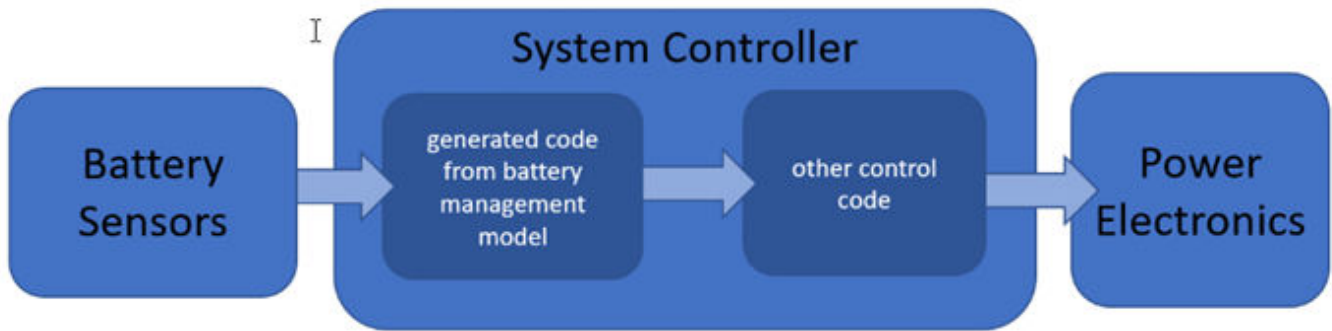 System Controller
Battery
Sensors
generated code
from battery
management
model
other control
code
Power
Electronics